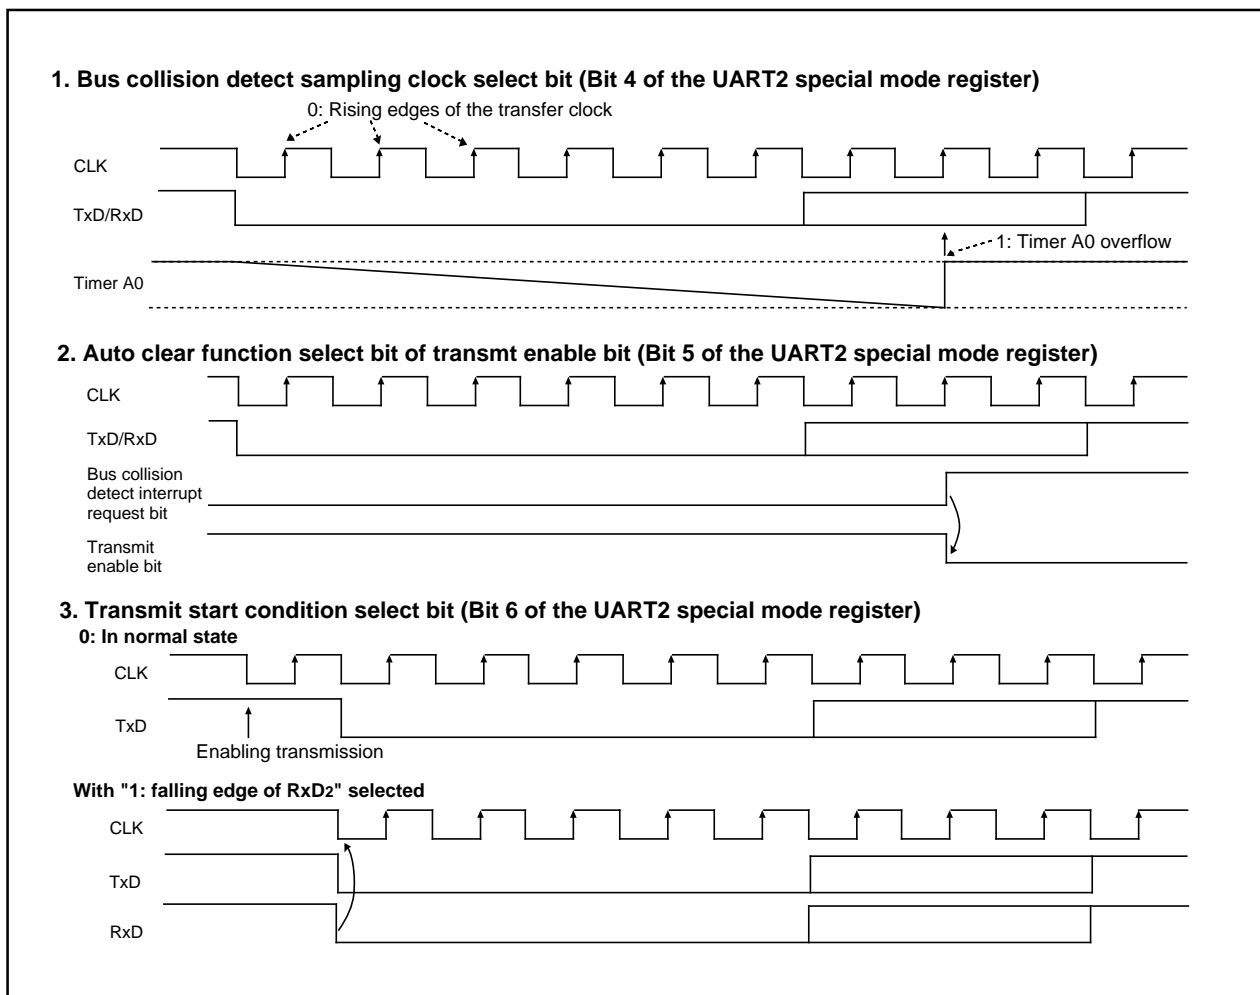 1. Bus collision detect sampling clock select bit (Bit 4 of the UART2 special mode register)
0: Rising edges of the transfer clock
CLK
TxD/RxD
1: Timer A0 overflow
Timer A0
2. Auto clear function select bit of transmt enable bit (Bit 5 of the UART2 special mode register)
CLK
TxD/RxD
Bus collision
detect interrupt
request bit
Transmit
enable bit
3. Transmit start condition select bit (Bit 6 of the UART2 special mode register)
0: In normal state
CLK
TxD
Enabling transmission
With "1: falling edge of RxD2" selected
CLK
TxD
RxD